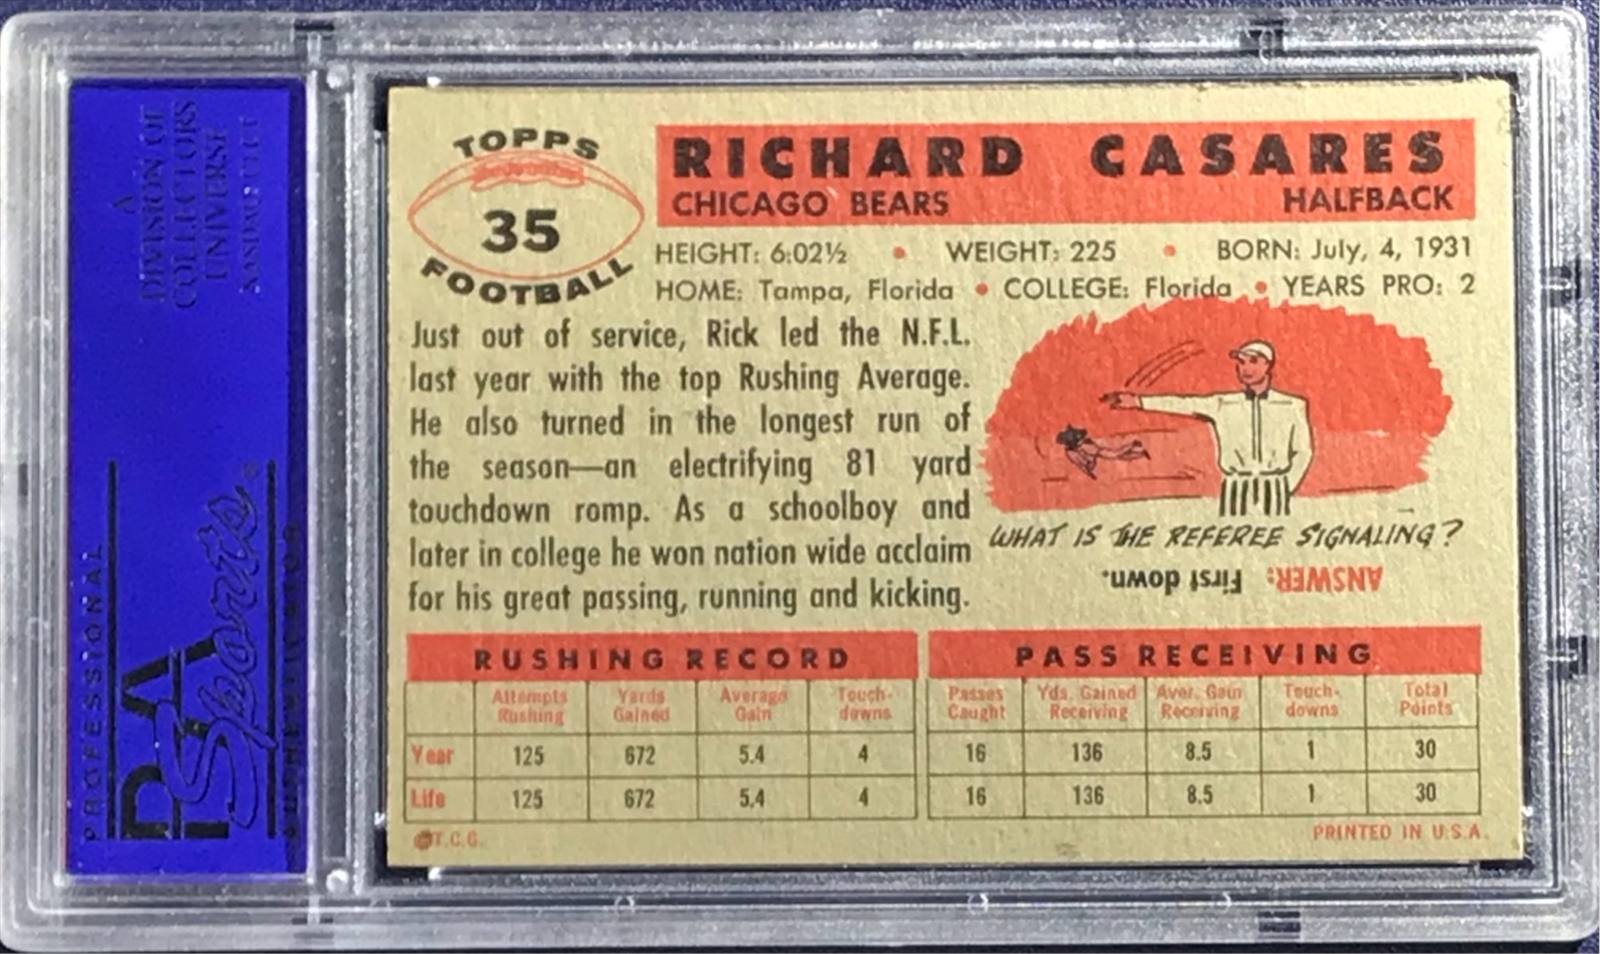 A
DIVISION OF
COLLECTORS
UNIVERSE
NASDAQ: CLCT
PROFESSIONAL
PSA
Sports
AUTHENTICATOR
TOPPS
35
FOOTBALL
RICHARD CASARES
CHICAGO BEARS HALFBACK
HEIGHT: 6:02½ • WEIGHT: 225 • BORN: July, 4, 1931
HOME: Tampa, Florida • COLLEGE: Florida • YEARS PRO: 2
Just out of service, Rick led the N.F.L.
last year with the top Rushing Average.
He also turned in the longest run of
the season—an electrifying 81 yard
touchdown romp. As a schoolboy and
later in college he won nation wide acclaim
for his great passing, running and kicking.
WHAT IS THE REFEREE SIGNALING?
ANSWER: First down.
RUSHING RECORD
Attempts Rushing Yards Gained Average Gain Touch-downs
Year 125 672 5.4 4
Life 125 672 5.4 4
PASS RECEIVING
Passes Caught Yds. Gained Receiving Aver. Gain Receiving Touch-downs Total Points
16 136 8.5 1 30
16 136 8.5 1 30
©T.C.G. PRINTED IN U.S.A.